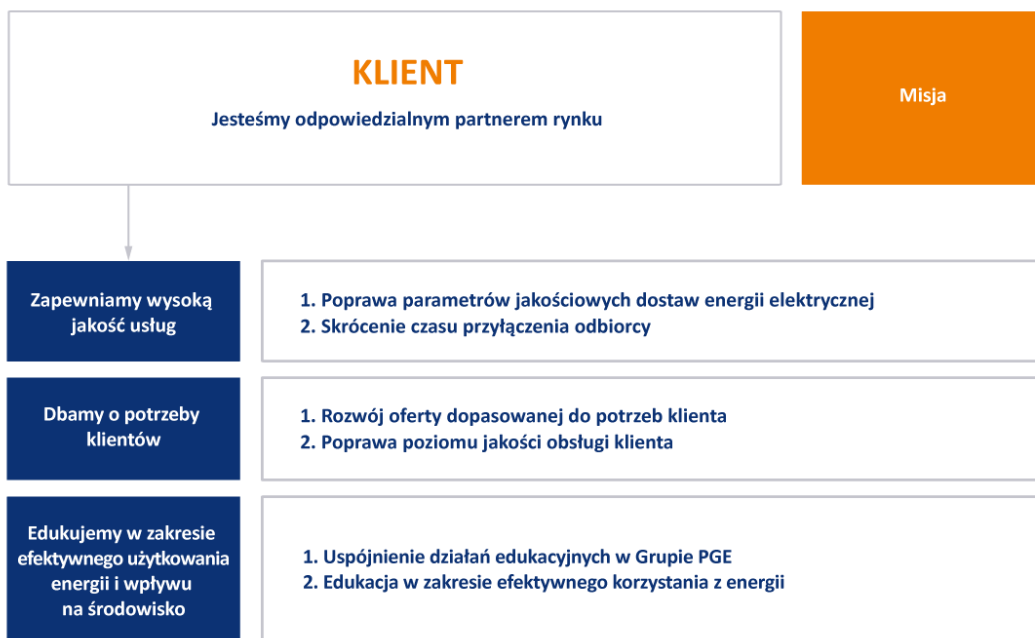 KLIENT
Jesteśmy odpowiedzialnym partnerem rynku
Misja
Zapewniamy wysoką
jakość usług
1. Poprawa parametrów jakościowych dostaw energii elektrycznej
2. Skrócenie czasu przyłączenia odbiorcy
Dbamy o potrzeby
klientów
1. Rozwój oferty dopasowanej do potrzeb klienta
2. Poprawa poziomu jakości obsługi klienta
Edukujemy w zakresie
efektywnego użytkowania
energii i wpływu
na środowisko
1. Uspójnienie działań edukacyjnych w Grupie PGE
2. Edukacja w zakresie efektywnego korzystania z energii